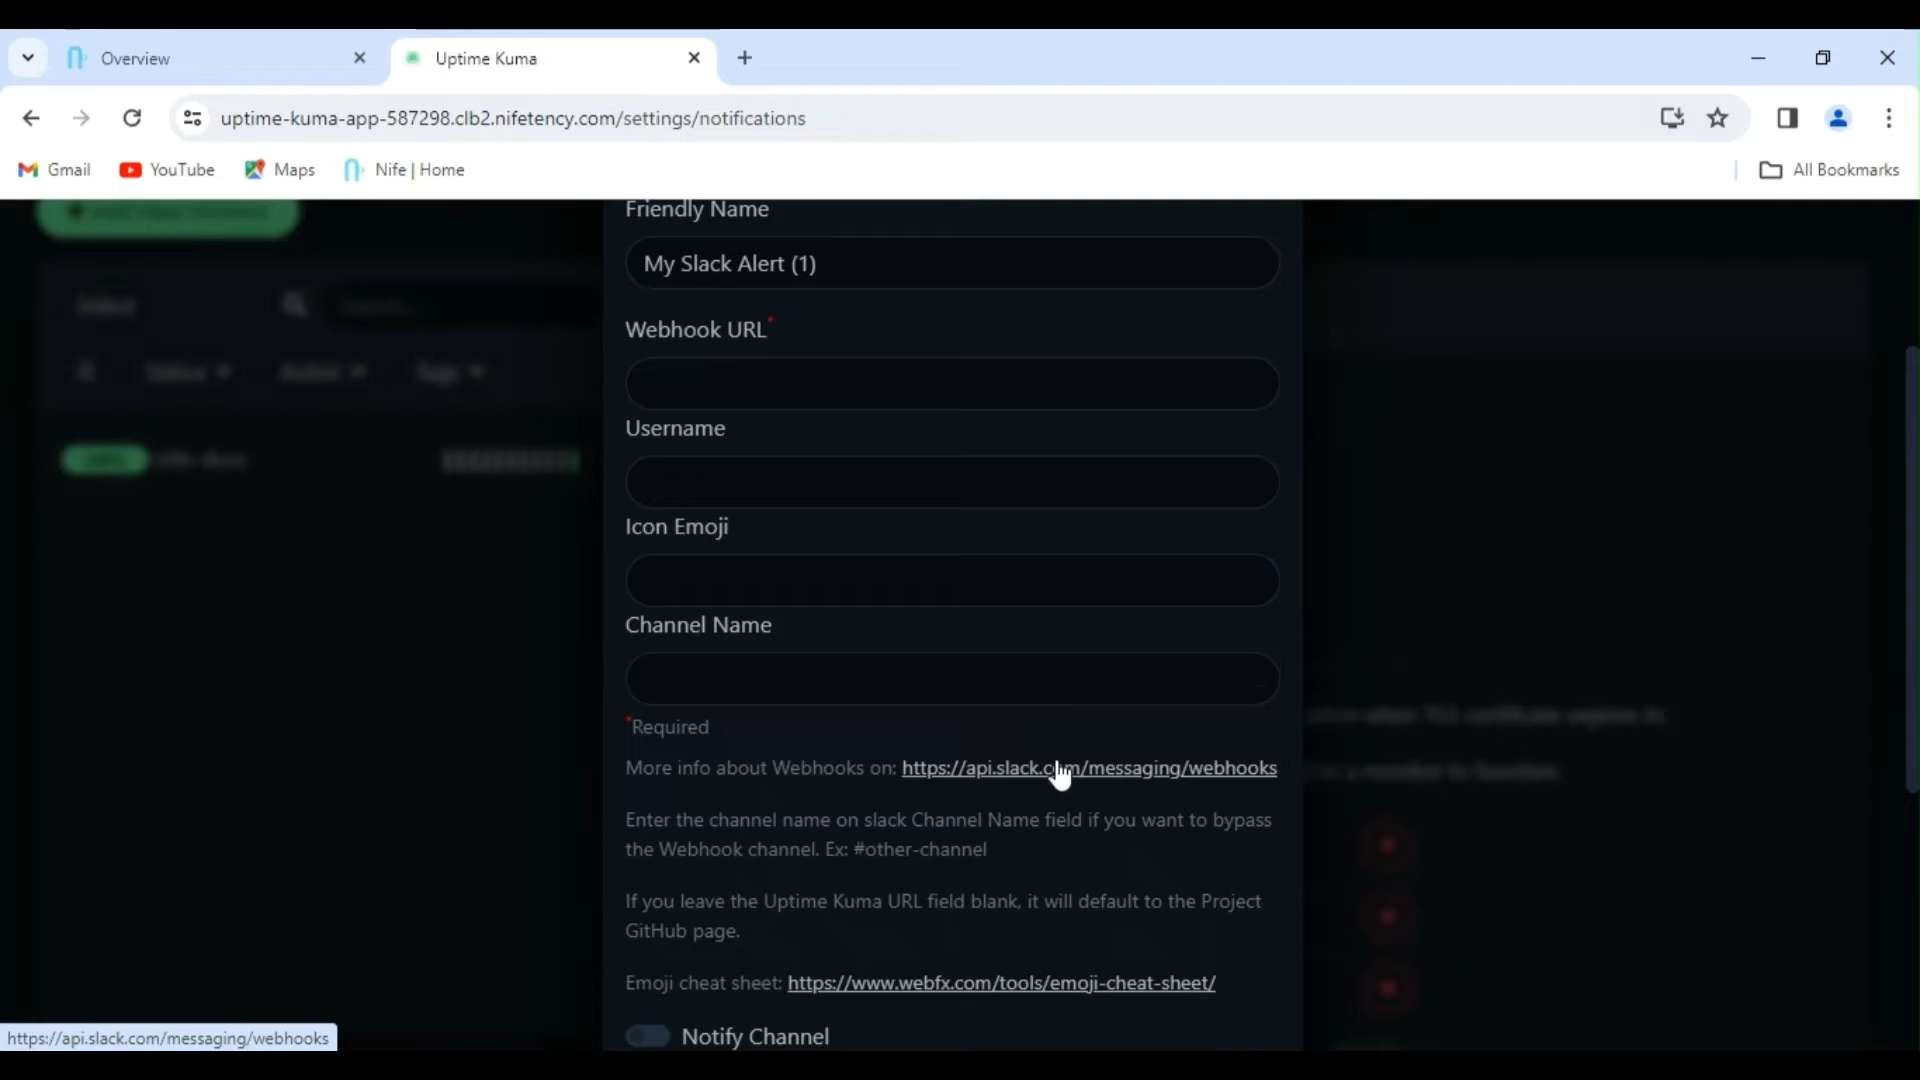 Overview
Uptime Kuma
uptime-kuma-app-587298.clb2.nifetency.com/settings/notifications
Gmail
YouTube
Maps
Nife | Home
All Bookmarks
Friendly Name
My Slack Alert (1)
Webhook URL*
Username
Icon Emoji
Channel Name
*Required
More info about Webhooks on: https://api.slack.com/messaging/webhooks
Enter the channel name on slack Channel Name field if you want to bypass
the Webhook channel. Ex: #other-channel
If you leave the Uptime Kuma URL field blank, it will default to the Project
GitHub page.
Emoji cheat sheet: https://www.webfx.com/tools/emoji-cheat-sheet/
Notify Channel
https://api.slack.com/messaging/webhooks